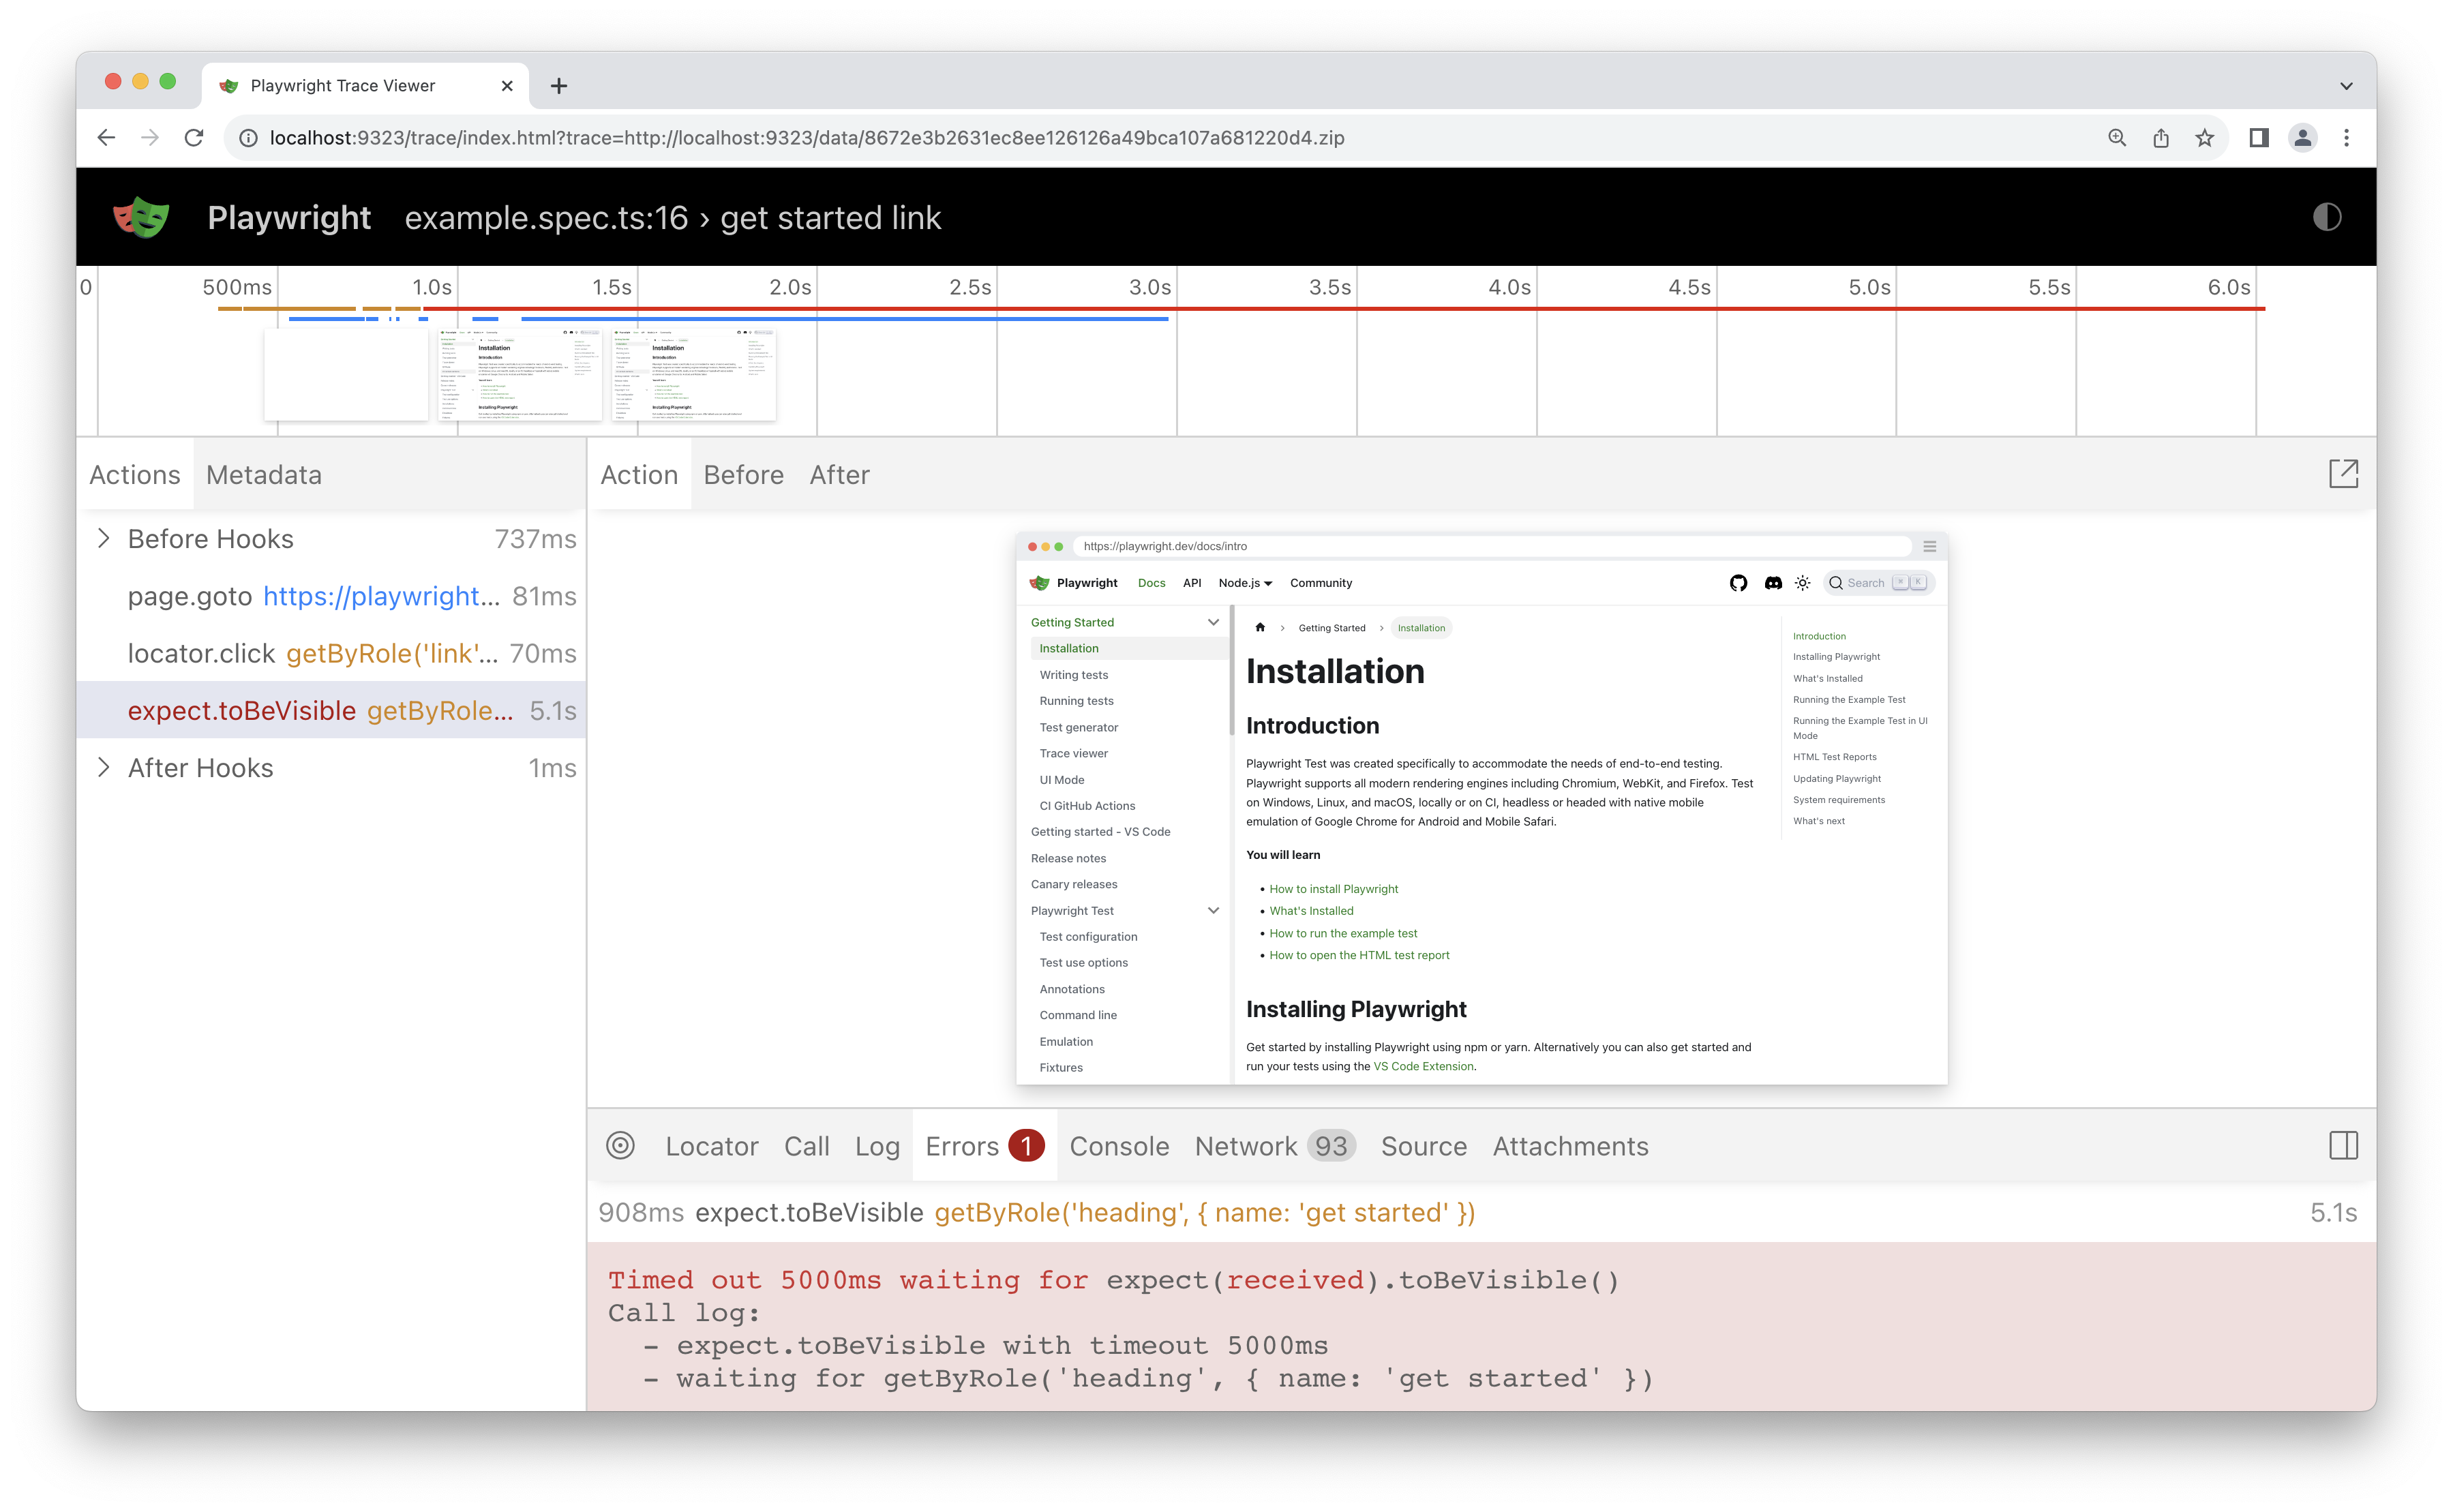 Playwright Trace Viewer
localhost:9323/trace/index.html?trace=http://localhost:9323/data/8672e3b2631ec8ee126126a49bca107a681220d4.zip
Playwright example.spec.ts:16 › get started link
0 500ms 1.0s 1.5s 2.0s 2.5s 3.0s 3.5s 4.0s 4.5s 5.0s 5.5s 6.0s
Installation
Installation
Actions Metadata
Before Hooks 737ms
page.goto https://playwright... 81ms
locator.click getByRole('link'... 70ms
expect.toBeVisible getByRole... 5.1s
After Hooks 1ms
Action Before After
https://playwright.dev/docs/intro
Playwright Docs API Node.js Community Search ⌘ K
Getting Started
Installation
Writing tests
Running tests
Test generator
Trace viewer
UI Mode
CI GitHub Actions
Getting started - VS Code
Release notes
Canary releases
Playwright Test
Test configuration
Test use options
Annotations
Command line
Emulation
Fixtures
Getting Started › Installation
Installation
Introduction
Playwright Test was created specifically to accommodate the needs of end-to-end testing.
Playwright supports all modern rendering engines including Chromium, WebKit, and Firefox. Test
on Windows, Linux, and macOS, locally or on CI, headless or headed with native mobile
emulation of Google Chrome for Android and Mobile Safari.
You will learn
• How to install Playwright
• What's Installed
• How to run the example test
• How to open the HTML test report
Installing Playwright
Get started by installing Playwright using npm or yarn. Alternatively you can also get started and
run your tests using the VS Code Extension.
Introduction
Installing Playwright
What's Installed
Running the Example Test
Running the Example Test in UI
Mode
HTML Test Reports
Updating Playwright
System requirements
What's next
Locator Call Log Errors 1 Console Network 93 Source Attachments
908ms expect.toBeVisible getByRole('heading', { name: 'get started' }) 5.1s
Timed out 5000ms waiting for expect(received).toBeVisible()
Call log:
- expect.toBeVisible with timeout 5000ms
- waiting for getByRole('heading', { name: 'get started' })